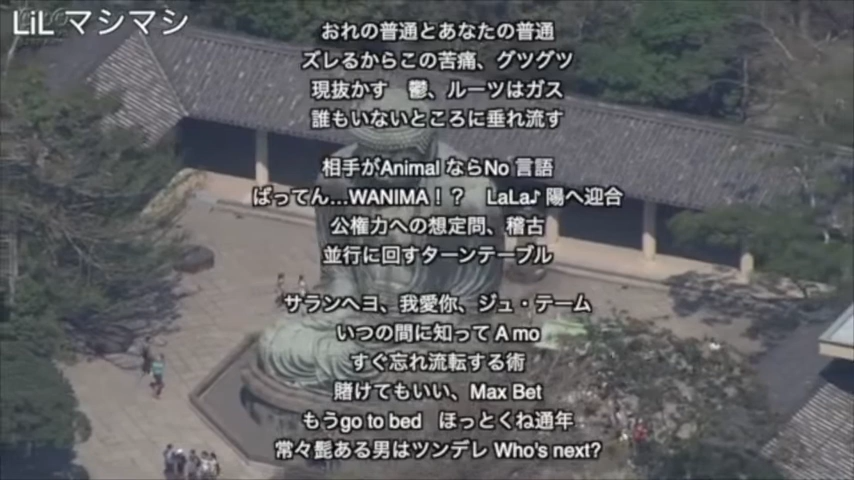 LiL マシマシ
おれの普通とあなたの普通
ズレるからこの苦痛、グツグツ
現抜かす　鬱、ルーツはガス
誰もいないところに垂れ流す
相手がAnimal ならNo 言語
ばってん…WANIMA！？　LaLa♪ 陽へ迎合
公権力への想定問、稽古
並行に回すターンテーブル
サランヘヨ、我愛你、ジュ・テーム
いつの間に知って A mo
すぐ忘れ流転する術
賭けてもいい、Max Bet
もうgo to bed　ほっとくね通年
常々髭ある男はツンデレ Who's next?